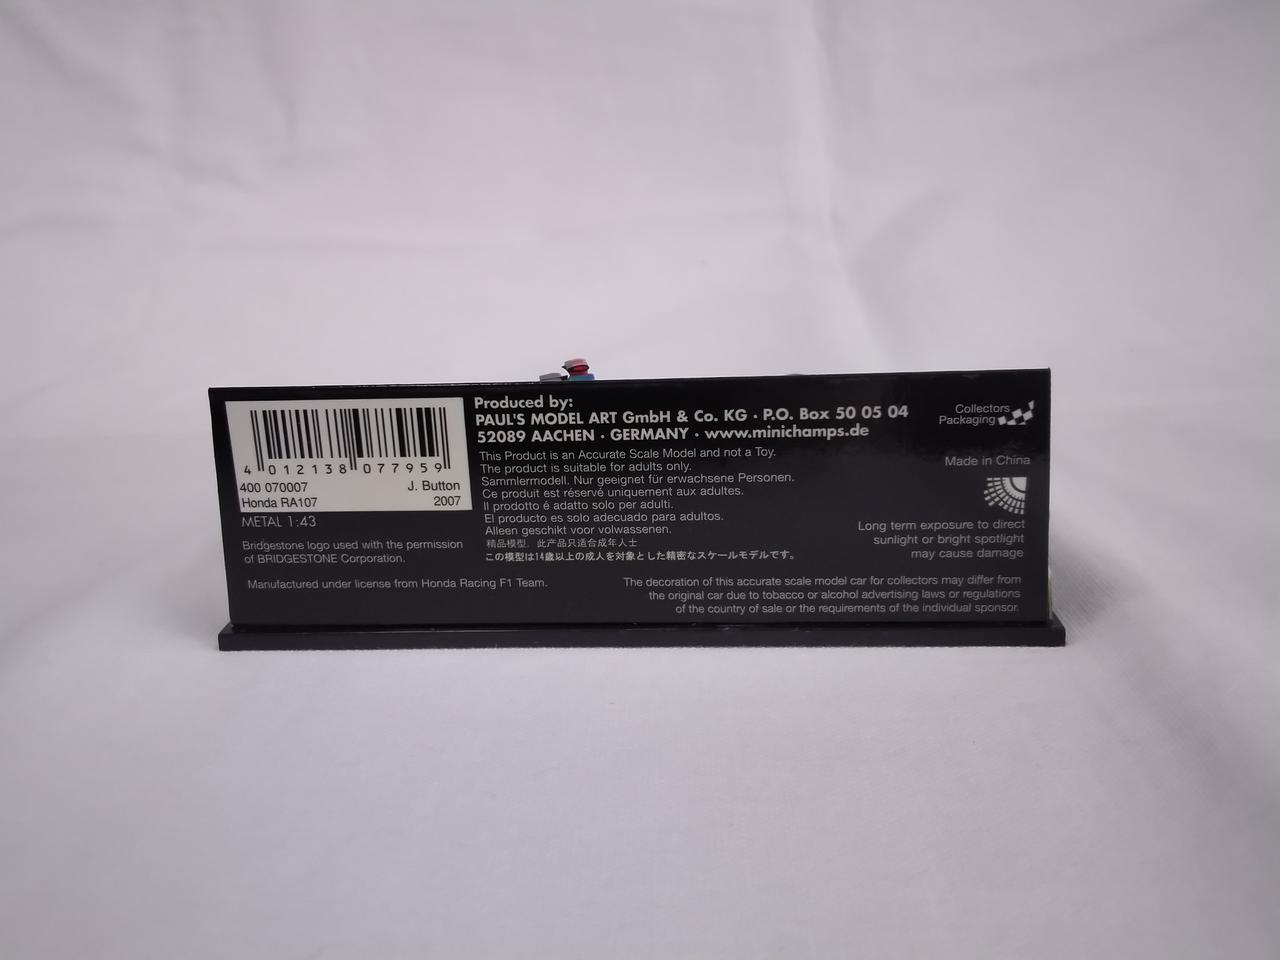 4 012138 077959
400 070007 J. Button
Honda RA107 2007
METAL 1:43
Bridgestone logo used with the permission
of BRIDGESTONE Corporation.
Manufactured under license from Honda Racing F1 Team.
Produced by:
PAUL'S MODEL ART GmbH & Co. KG · P.O. Box 50 05 04
52089 AACHEN · GERMANY · www.minichamps.de
This Product is an Accurate Scale Model and not a Toy.
The product is suitable for adults only.
Sammlermodell. Nur geeignet für erwachsene Personen.
Ce produit est réservé uniquement aux adultes.
Il prodotto é adatto solo per adulti.
El producto es solo adecuado para adultos.
Alleen geschikt voor volwassenen.
精品模型，此产品只适合成年人士
この模型は14歳以上の成人を対象とした精密なスケールモデルです。
Collectors
Packaging
Made in China
Long term exposure to direct
sunlight or bright spotlight
may cause damage
The decoration of this accurate scale model car for collectors may differ from
the original car due to tobacco or alcohol advertising laws or regulations
of the country of sale or the requirements of the individual sponsor.